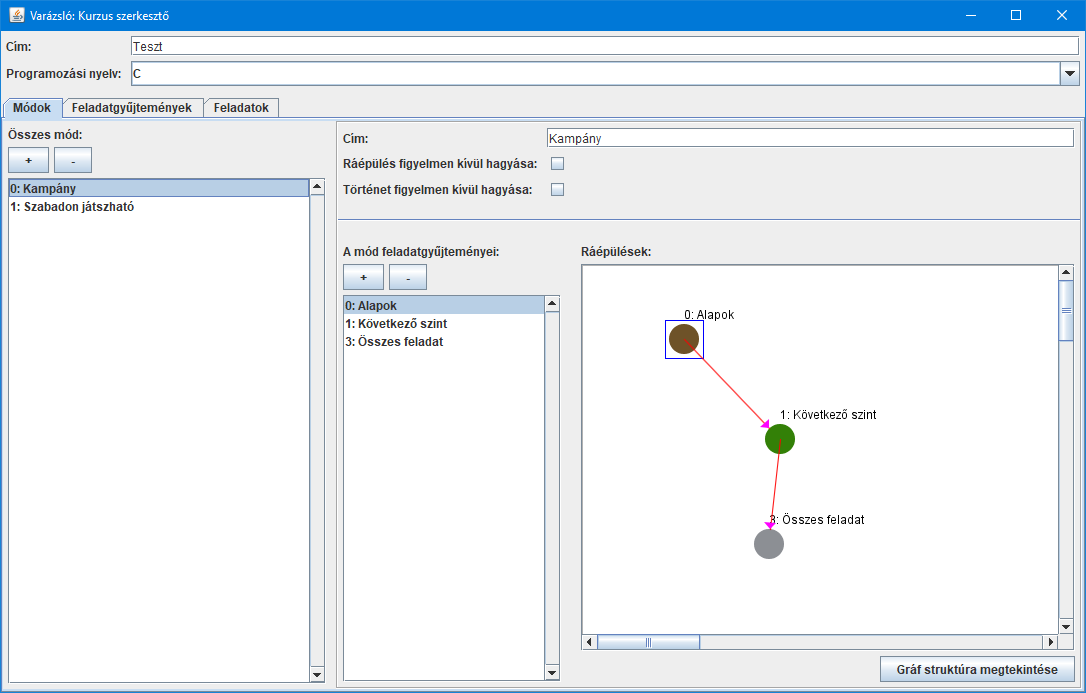 Varázsló: Kurzus szerkesztő
Cím: Teszt
Programozási nyelv: C
Módok Feladatgyűjtemények Feladatok
Összes mód:
+ -
0: Kampány
1: Szabadon játszható
Cím: Kampány
Ráépülés figyelmen kívül hagyása:
Történet figyelmen kívül hagyása:
A mód feladatgyűjteményei:
+ -
0: Alapok
1: Következő szint
3: Összes feladat
Ráépülések:
0: Alapok
1: Következő szint
3: Összes feladat
Gráf struktúra megtekintése